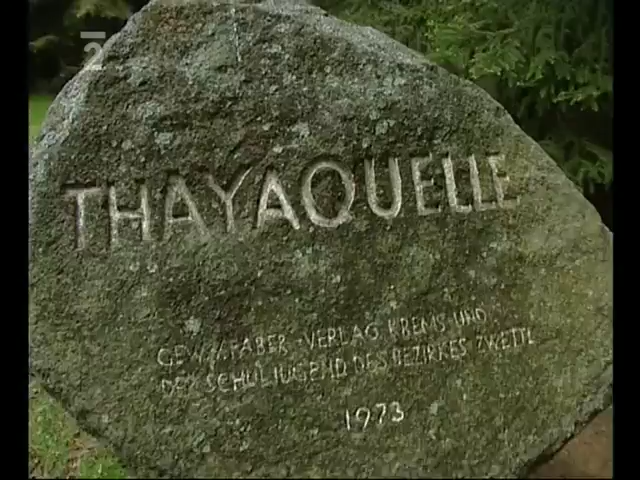 2
THAYAQUELLE
GEW. V. FABER-VERLAG KREMS-UND
DER SCHULJUGEND DES BEZIRKES ZWETTL
1973